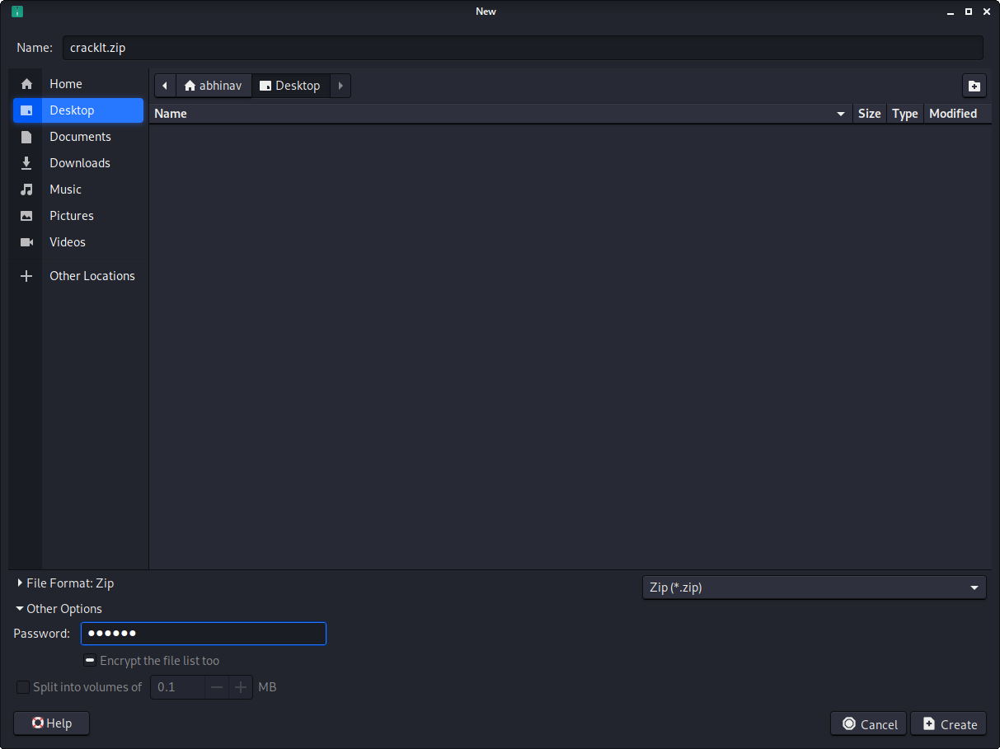 New
Name: crackIt.zip
Home
Desktop
Documents
Downloads
Music
Pictures
Videos
Other Locations
abhinav Desktop
Name Size Type Modified
File Format: Zip Zip (*.zip)
Other Options
Password: ●●●●●●
Encrypt the file list too
Split into volumes of 0.1 MB
Help Cancel Create